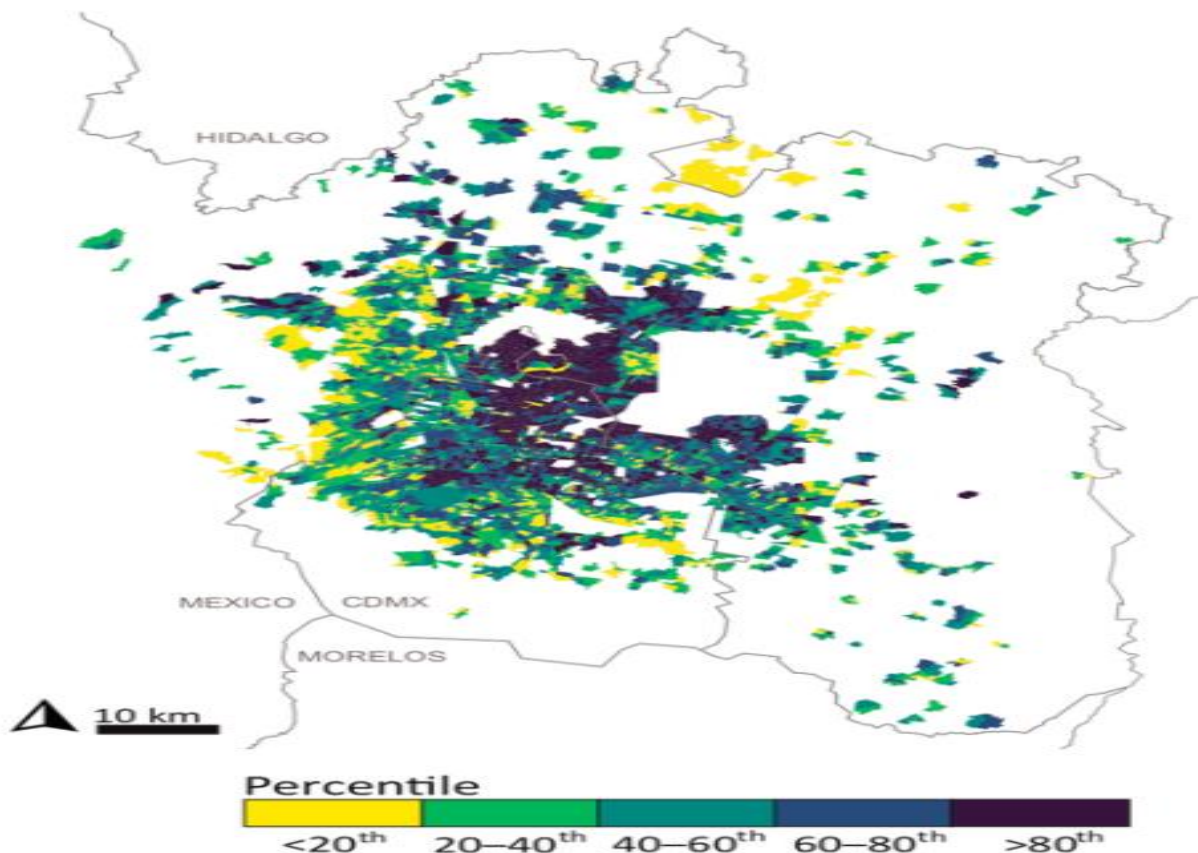 HIDALGO
MEXICO CDMX
MORELOS
10 km
Percentile
<20th 20–40th 40–60th 60–80th >80th